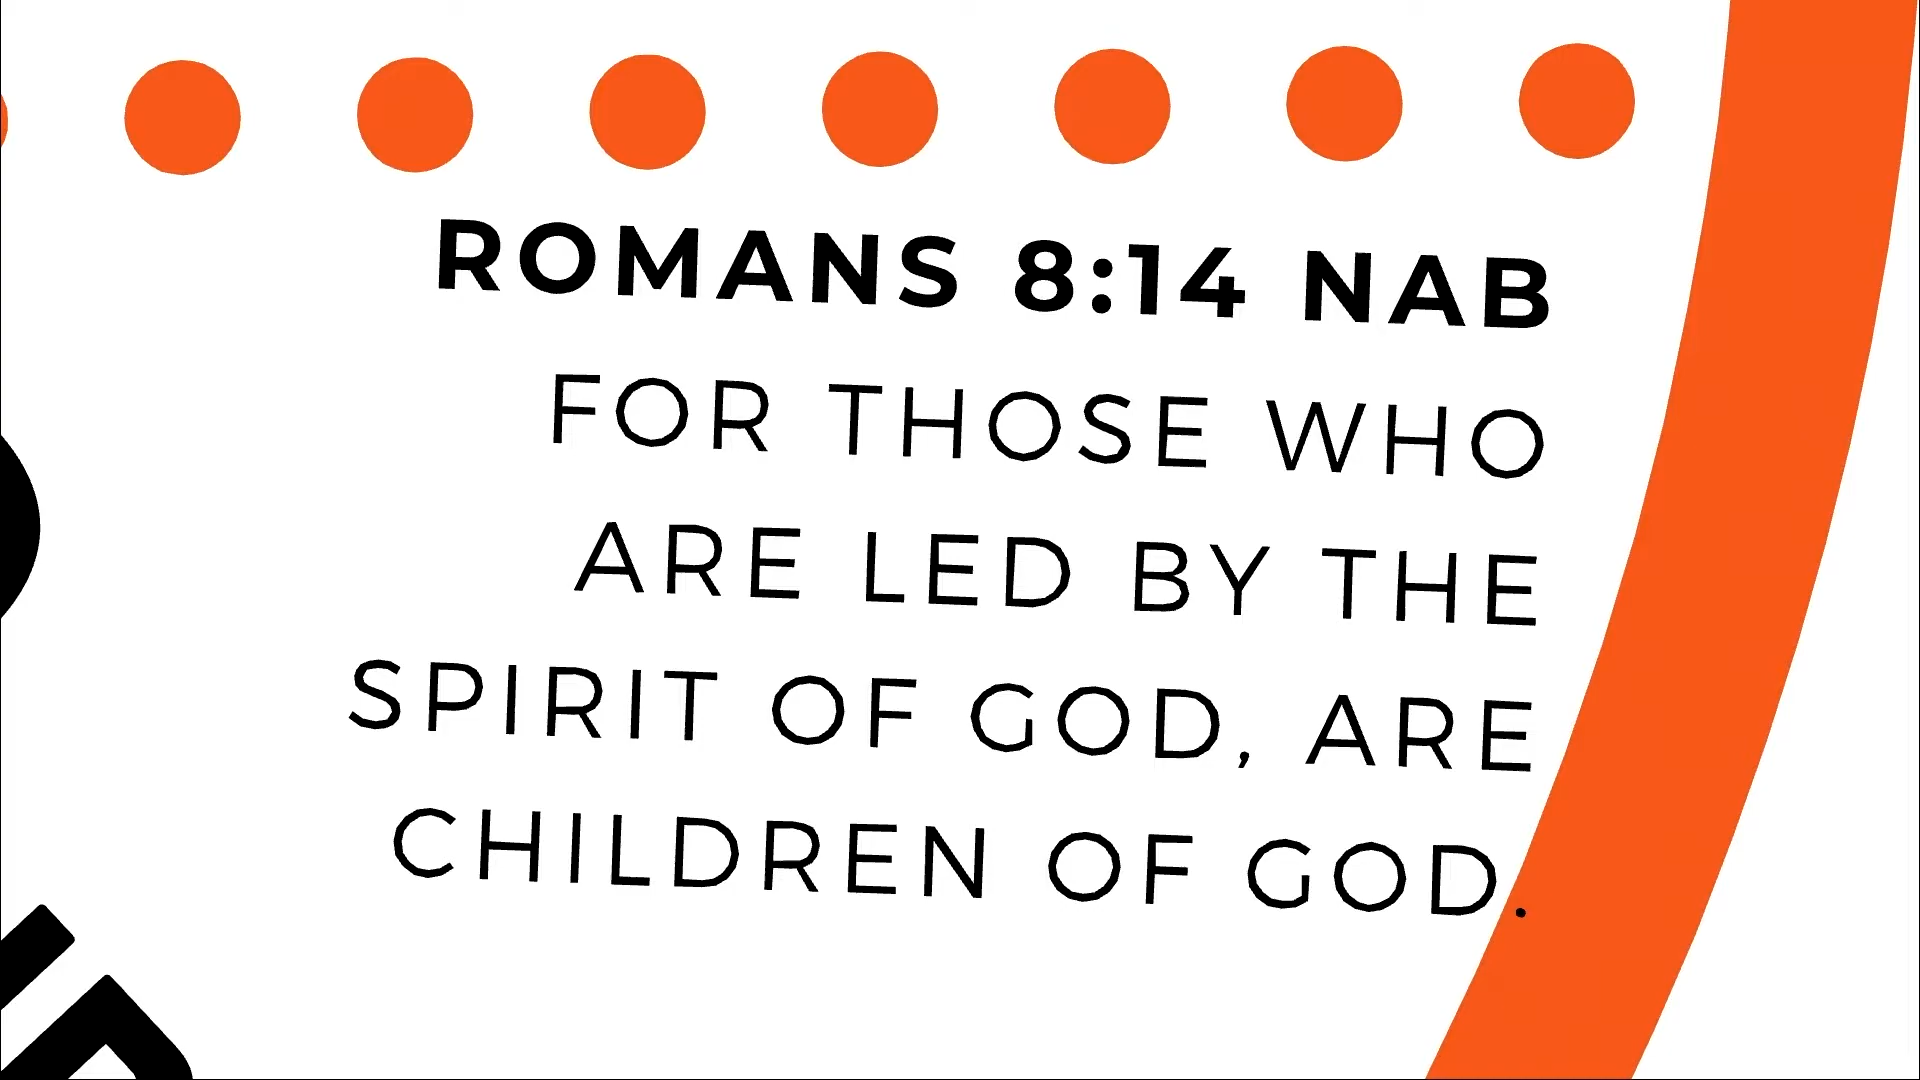 ROMANS 8:14 NAB
FOR THOSE WHO
ARE LED BY THE
SPIRIT OF GOD, ARE
CHILDREN OF GOD.